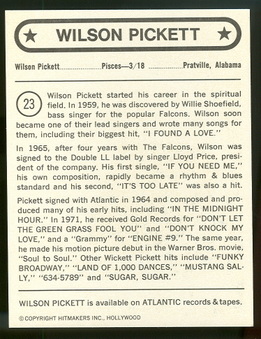 ★ WILSON PICKETT ★
Wilson Pickett..................Pisces—3/18..................Pratville, Alabama
23
Wilson Pickett started his career in the spiritual
field. In 1959, he was discovered by Willie Shoefield,
bass singer for the popular Falcons. Wilson soon
became one of their lead singers and wrote many songs for
them, including their biggest hit, "I FOUND A LOVE."
In 1965, after four years with The Falcons, Wilson was
signed to the Double LL label by singer Lloyd Price, presi-
dent of the company. His first single, "IF YOU NEED ME,"
his own composition, rapidly became a rhythm & blues
standard and his second, "IT'S TOO LATE" was also a hit.
Pickett signed with Atlantic in 1964 and composed and pro-
duced many of his early hits, including "IN THE MIDNIGHT
HOUR." In 1971, he received Gold Records for "DON'T LET
THE GREEN GRASS FOOL YOU" and "DON'T KNOCK MY
LOVE," and a "Grammy" for "ENGINE #9." The same year,
he made his motion picture debut in the Warner Bros. movie,
"Soul to Soul." Other Wickett Pickett hits include "FUNKY
BROADWAY," "LAND OF 1,000 DANCES," "MUSTANG SAL-
LY," "634-5789" and "SUGAR, SUGAR."
WILSON PICKETT is available on ATLANTIC records & tapes.
© COPYRIGHT HITMAKERS INC., HOLLYWOOD